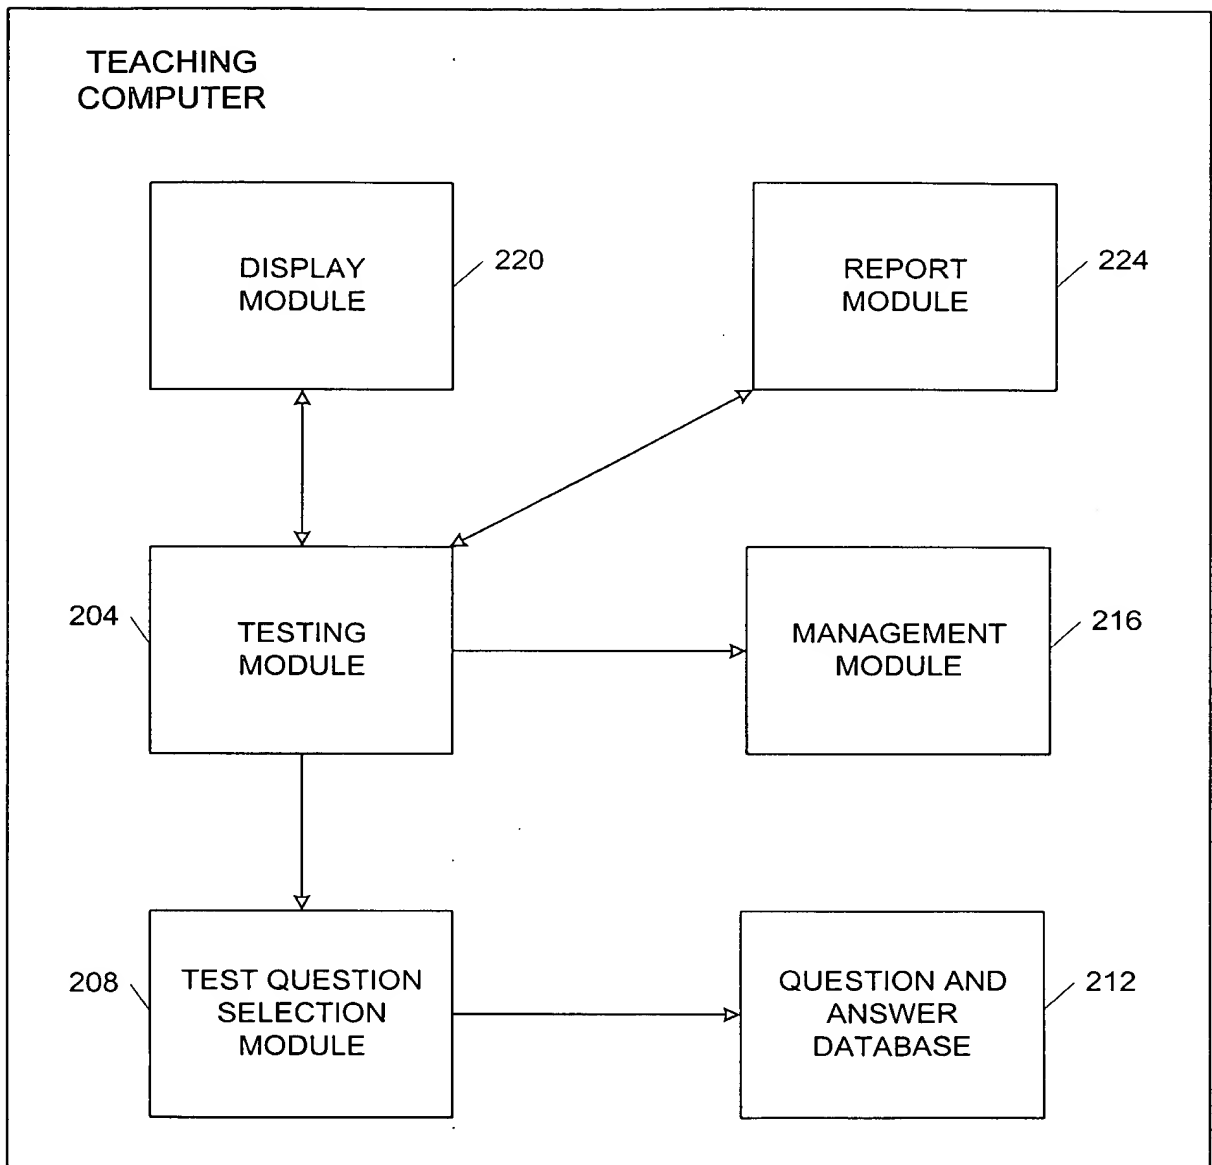 TEACHING
COMPUTER
DISPLAY
MODULE
220
REPORT
MODULE
224
204
TESTING
MODULE
MANAGEMENT
MODULE
216
208
TEST QUESTION
SELECTION
MODULE
QUESTION AND
ANSWER
DATABASE
212